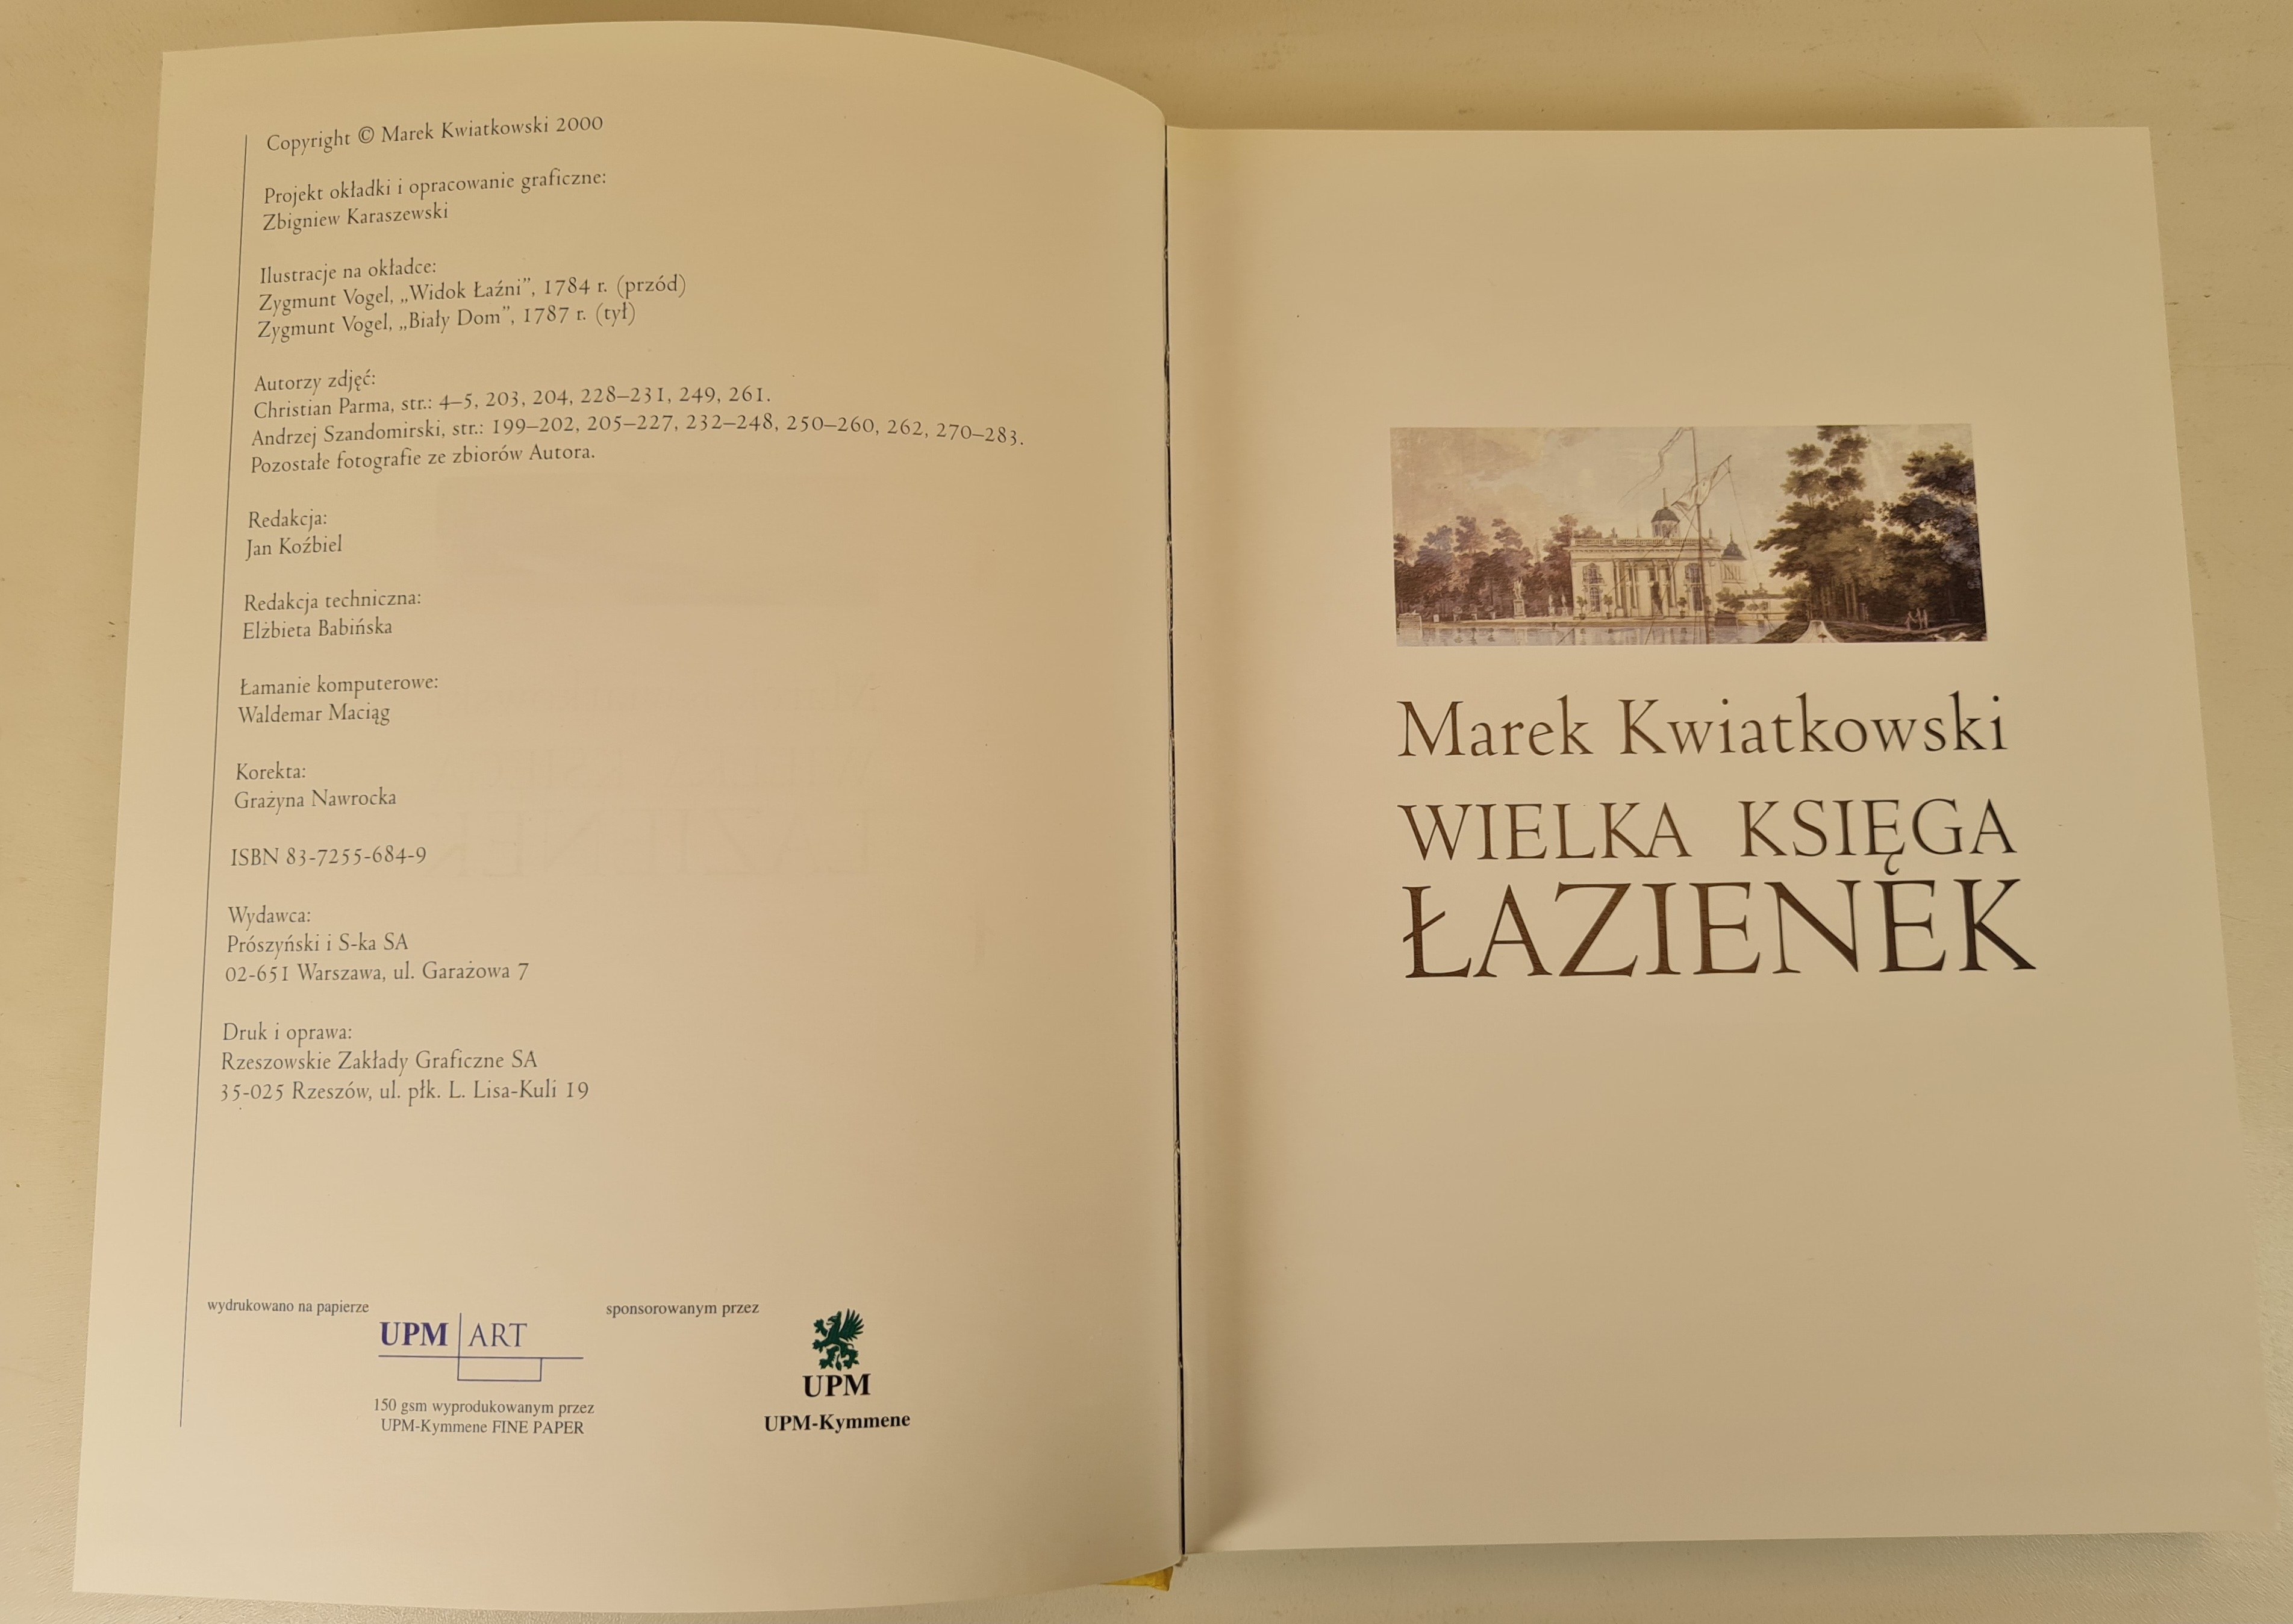 Copyright © Marek Kwiatkowski 2000
Projekt okładki i opracowanie graficzne:
Zbigniew Karaszewski
Ilustracje na okładce:
Zygmunt Vogel, „Widok Łaźni”, 1784 r. (przód)
Zygmunt Vogel, „Biały Dom”, 1787 r. (tył)
Autorzy zdjęć:
Christian Parma, str.: 4–5, 203, 204, 228–231, 249, 261.
Andrzej Szandomirski, str.: 199–202, 205–227, 232–248, 250–260, 262, 270–283.
Pozostałe fotografie ze zbiorów Autora.
Redakcja:
Jan Koźbiel
Redakcja techniczna:
Elżbieta Babińska
Łamanie komputerowe:
Waldemar Maciąg
Korekta:
Grażyna Nawrocka
ISBN 83-7255-684-9
Wydawca:
Prószyński i S-ka SA
02-651 Warszawa, ul. Garażowa 7
Druk i oprawa:
Rzeszowskie Zakłady Graficzne SA
35-025 Rzeszów, ul. płk. L. Lisa-Kuli 19
wydrukowano na papierze
UPM ART
150 gsm wyprodukowanym przez
UPM-Kymmene FINE PAPER
sponsorowanym przez
UPM
UPM-Kymmene
Marek Kwiatkowski
WIELKA KSIĘGA
ŁAZIENEK